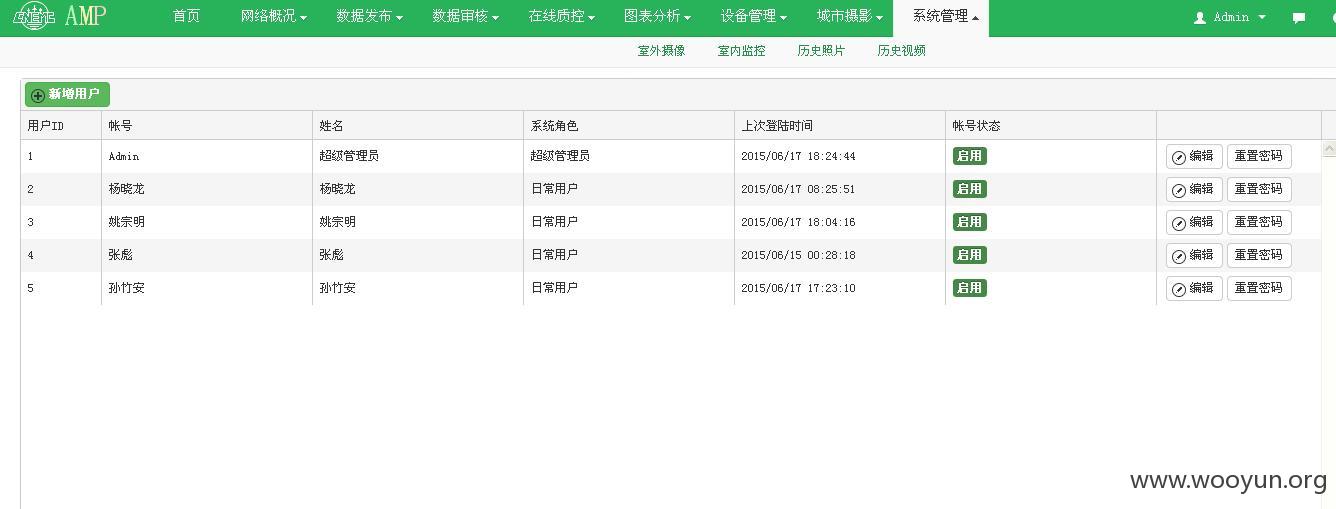 AMP 首页 网络概况 数据发布 数据审核 在线质控 图表分析 设备管理 城市摄影 系统管理 Admin
室外摄像 室内监控 历史照片 历史视频
新增用户
用户ID 帐号 姓名 系统角色 上次登陆时间 帐号状态
1 Admin 超级管理员 超级管理员 2015/06/17 18:24:44 启用 编辑 重置密码
2 杨晓龙 杨晓龙 日常用户 2015/06/17 08:25:51 启用 编辑 重置密码
3 姚宗明 姚宗明 日常用户 2015/06/17 18:04:16 启用 编辑 重置密码
4 张彪 张彪 日常用户 2015/06/15 00:28:18 启用 编辑 重置密码
5 孙竹安 孙竹安 日常用户 2015/06/17 17:23:10 启用 编辑 重置密码
www.wooyun.org